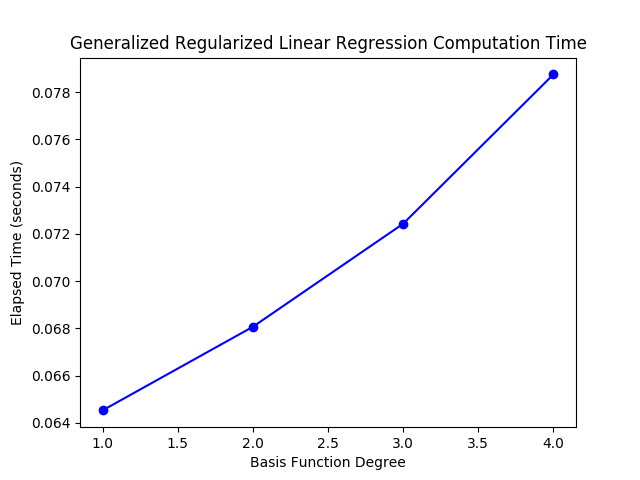 Generalized Regularized Linear Regression Computation Time
0.078
0.076
0.074
0.072
0.070
0.068
0.066
0.064
Elapsed Time (seconds)
1.0 1.5 2.0 2.5 3.0 3.5 4.0
Basis Function Degree